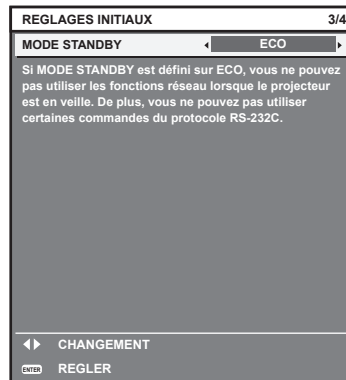 REGLAGES INITIAUX 3/4
MODE STANDBY ECO
Si MODE STANDBY est défini sur ECO, vous ne pouvez
pas utiliser les fonctions réseau lorsque le projecteur
est en veille. De plus, vous ne pouvez pas utiliser
certaines commandes du protocole RS-232C.
CHANGEMENT
ENTER REGLER